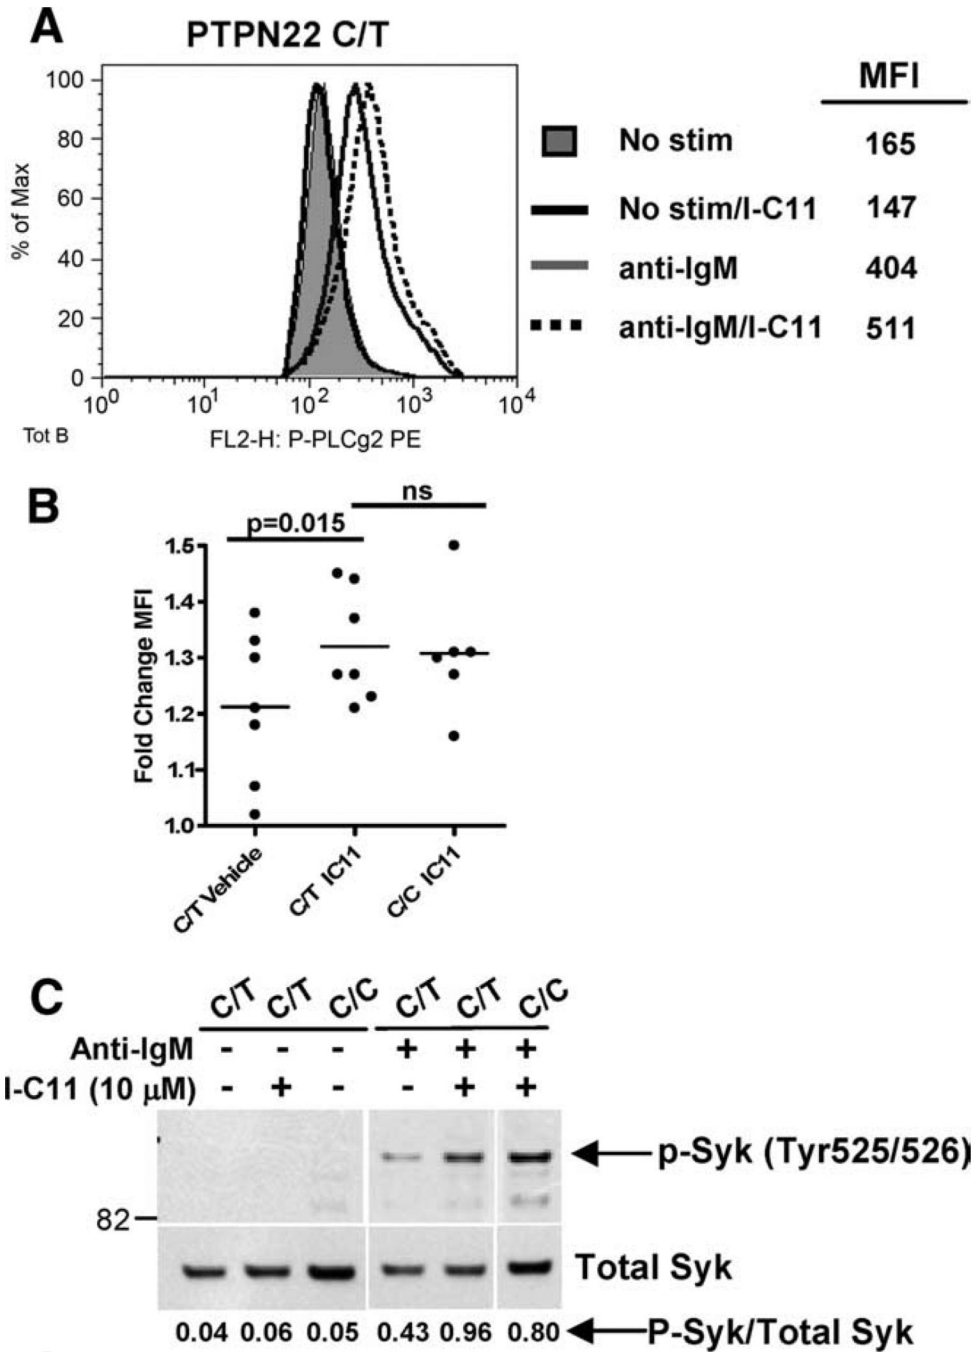 A
PTPN22 C/T
MFI
% of Max
100
80
60
40
20
0
10^0 10^1 10^2 10^3 10^4
Tot B
FL2-H: P-PLCg2 PE
No stim 165
No stim/I-C11 147
anti-IgM 404
anti-IgM/I-C11 511
B
ns
p=0.015
Fold Change MFI
1.5
1.4
1.3
1.2
1.1
1.0
C/T Vehicle
C/T IC11
C/C IC11
C
C/T C/T C/C C/T C/T C/C
Anti-IgM - - - + + +
I-C11 (10 µM) - + - - + +
p-Syk (Tyr525/526)
82
Total Syk
0.04 0.06 0.05 0.43 0.96 0.80 P-Syk/Total Syk